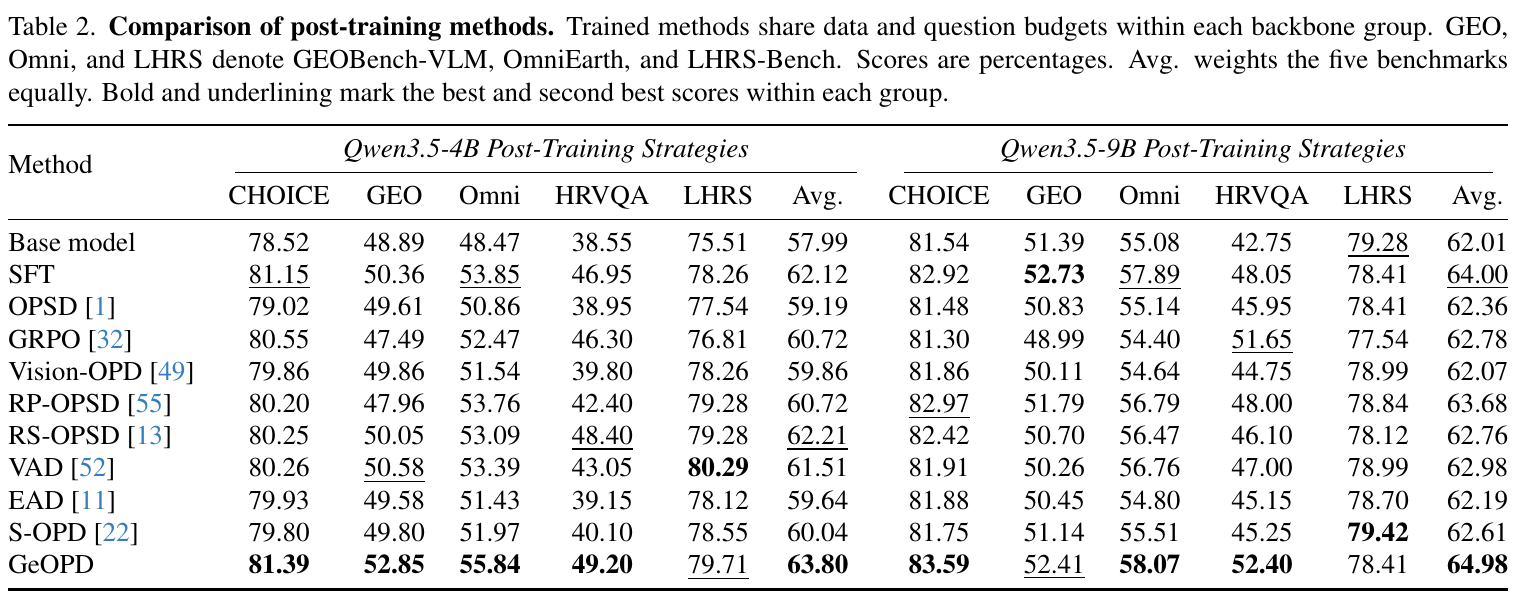 Table 2. Comparison of post-training methods. Trained methods share data and question budgets within each backbone group. GEO,
Omni, and LHRS denote GEOBench-VLM, OmniEarth, and LHRS-Bench. Scores are percentages. Avg. weights the five benchmarks
equally. Bold and underlining mark the best and second best scores within each group.
Method Qwen3.5-4B Post-Training Strategies Qwen3.5-9B Post-Training Strategies
CHOICE GEO Omni HRVQA LHRS Avg. CHOICE GEO Omni HRVQA LHRS Avg.
Base model 78.52 48.89 48.47 38.55 75.51 57.99 81.54 51.39 55.08 42.75 79.28 62.01
SFT 81.15 50.36 53.85 46.95 78.26 62.12 82.92 52.73 57.89 48.05 78.41 64.00
OPSD [1] 79.02 49.61 50.86 38.95 77.54 59.19 81.48 50.83 55.14 45.95 78.41 62.36
GRPO [32] 80.55 47.49 52.47 46.30 76.81 60.72 81.30 48.99 54.40 51.65 77.54 62.78
Vision-OPD [49] 79.86 49.86 51.54 39.80 78.26 59.86 81.86 50.11 54.64 44.75 78.99 62.07
RP-OPSD [55] 80.20 47.96 53.76 42.40 79.28 60.72 82.97 51.79 56.79 48.00 78.84 63.68
RS-OPSD [13] 80.25 50.05 53.09 48.40 79.28 62.21 82.42 50.70 56.47 46.10 78.12 62.76
VAD [52] 80.26 50.58 53.39 43.05 80.29 61.51 81.91 50.26 56.76 47.00 78.99 62.98
EAD [11] 79.93 49.58 51.43 39.15 78.12 59.64 81.88 50.45 54.80 45.15 78.70 62.19
S-OPD [22] 79.80 49.80 51.97 40.10 78.55 60.04 81.75 51.14 55.51 45.25 79.42 62.61
GeOPD 81.39 52.85 55.84 49.20 79.71 63.80 83.59 52.41 58.07 52.40 78.41 64.98